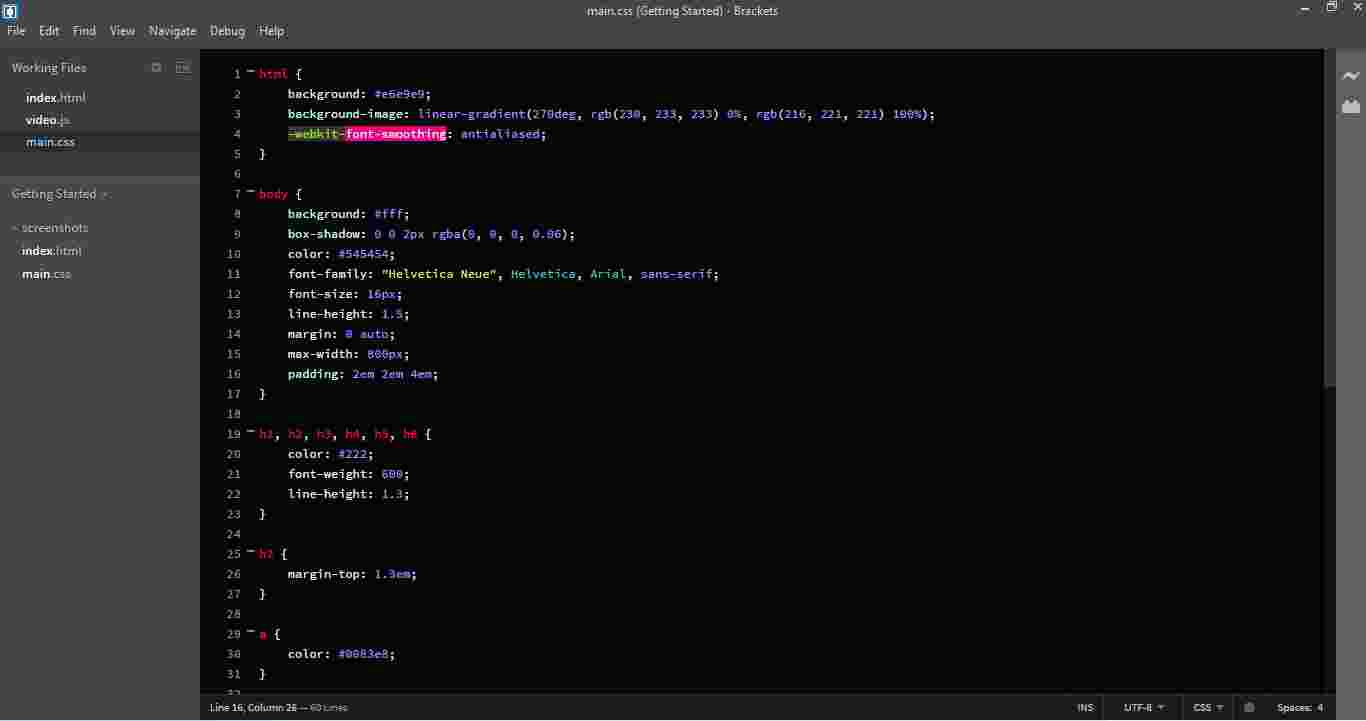 main.css (Getting Started) - Brackets
File Edit Find View Navigate Debug Help
Working Files
index.html
video.js
main.css
Getting Started
screenshots
index.html
main.css
1 html {
2 background: #e6e9e9;
3 background-image: linear-gradient(270deg, rgb(230, 233, 233) 0%, rgb(216, 221, 221) 100%);
4 -webkit-font-smoothing: antialiased;
5 }
6
7 body {
8 background: #fff;
9 box-shadow: 0 0 2px rgba(0, 0, 0, 0.06);
10 color: #545454;
11 font-family: "Helvetica Neue", Helvetica, Arial, sans-serif;
12 font-size: 16px;
13 line-height: 1.5;
14 margin: 0 auto;
15 max-width: 800px;
16 padding: 2em 2em 4em;
17 }
18
19 h1, h2, h3, h4, h5, h6 {
20 color: #222;
21 font-weight: 600;
22 line-height: 1.3;
23 }
24
25 h2 {
26 margin-top: 1.3em;
27 }
28
29 a {
30 color: #0083e8;
31 }
32
Line 16, Column 26 — 60 Lines INS UTF-8 CSS Spaces: 4